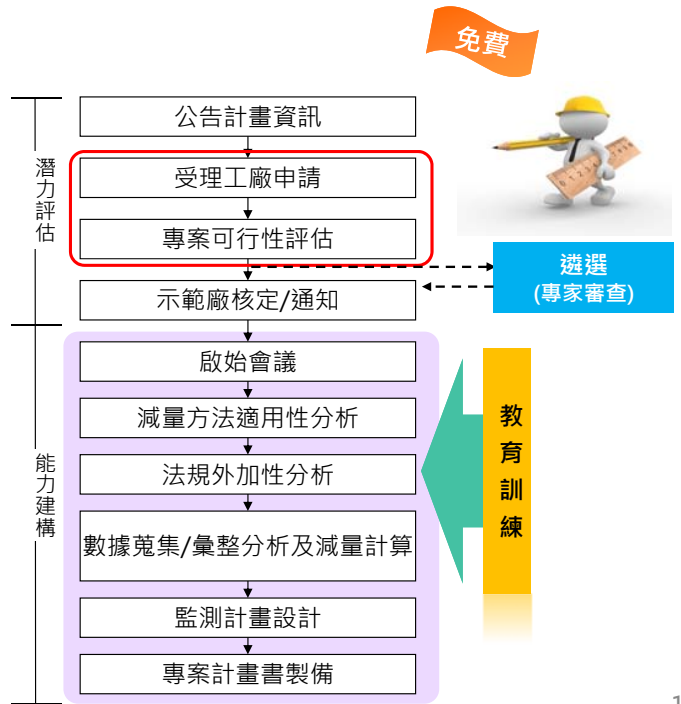 免費
潛力評估
公告計畫資訊
受理工廠申請
專案可行性評估
遴選
(專家審查)
示範廠核定/通知
能力建構
啟始會議
減量方法適用性分析
法規外加性分析
數據蒐集/彙整分析及減量計算
監測計畫設計
專案計畫書製備
教育訓練
1